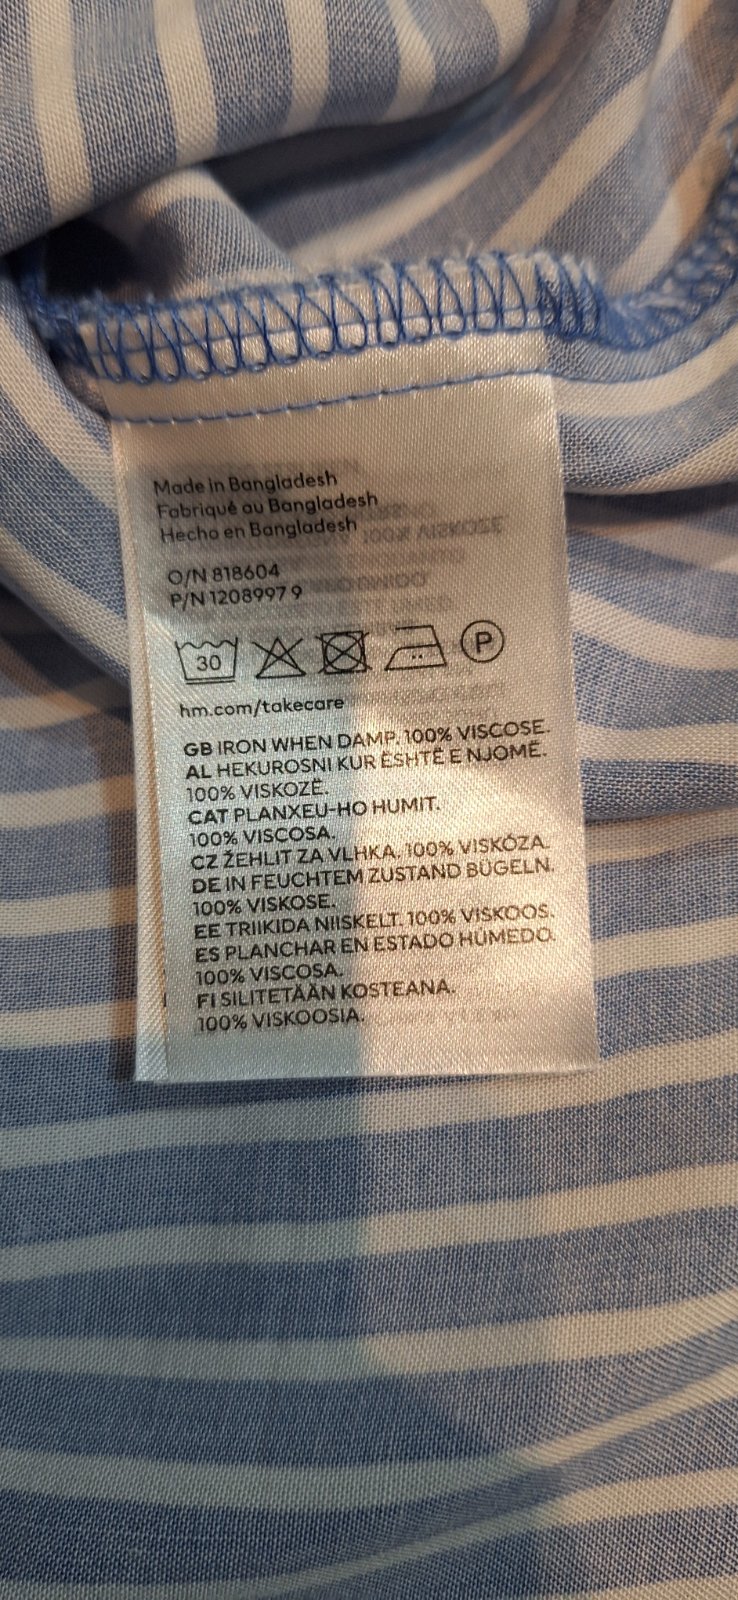 Made in Bangladesh
Fabriqué au Bangladesh
Hecho en Bangladesh
O/N 818604
P/N 1208997 9
30
P
hm.com/takecare
GB IRON WHEN DAMP. 100% VISCOSE.
AL HEKUROSNI KUR ËSHTË E NJOMË.
100% VISKOZË.
CAT PLANXEU-HO HUMIT.
100% VISCOSA.
CZ ŽEHLIT ZA VLHKA. 100% VISKÓZA.
DE IN FEUCHTEM ZUSTAND BÜGELN.
100% VISKOSE.
EE TRIIKIDA NIISKELT. 100% VISKOOS.
ES PLANCHAR EN ESTADO HÚMEDO.
100% VISCOSA.
FI SILITETÄÄN KOSTEANA.
100% VISKOOSIA.